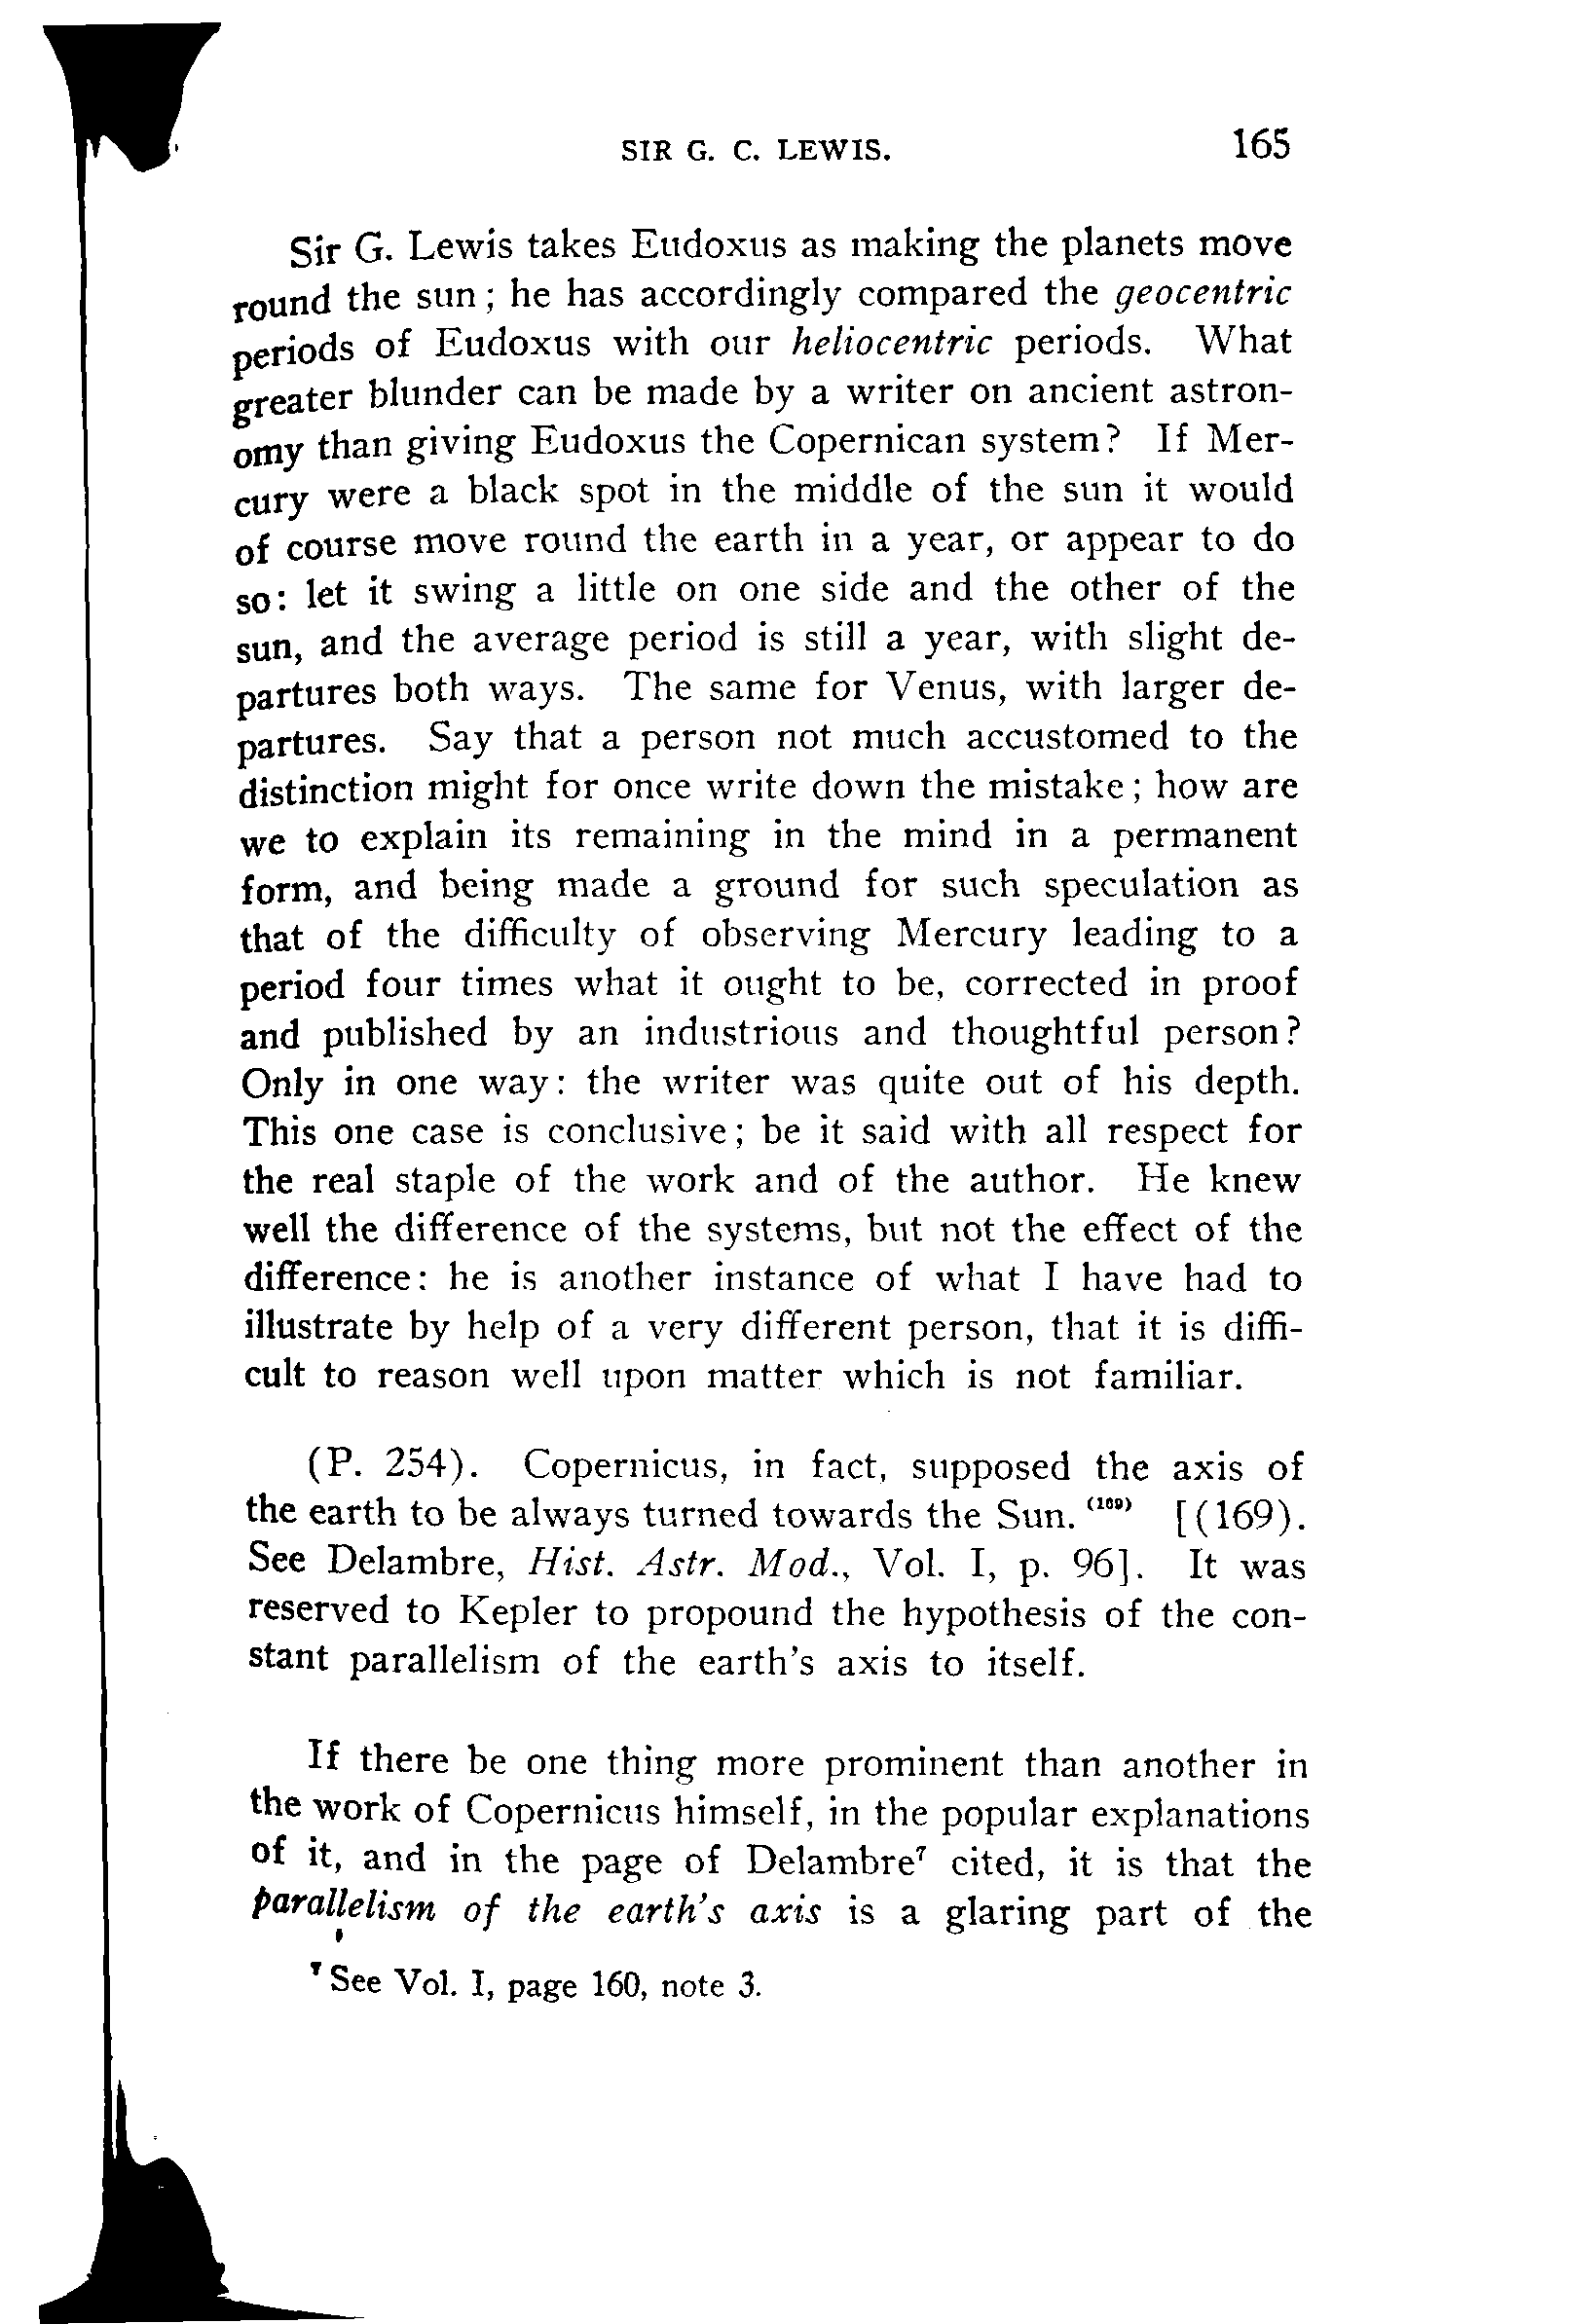 SIR G. C. LEWIS. 165
Sir G. Lewis takes Eudoxus as making the planets move
round the sun; he has accordingly compared the geocentric
periods of Eudoxus with our heliocentric periods. What
greater blunder can be made by a writer on ancient astron-
omy than giving Eudoxus the Copernican system? If Mer-
cury were a black spot in the middle of the sun it would
of course move round the earth in a year, or appear to do
so: let it swing a little on one side and the other of the
sun, and the average period is still a year, with slight de-
partures both ways. The same for Venus, with larger de-
partures. Say that a person not much accustomed to the
distinction might for once write down the mistake; how are
we to explain its remaining in the mind in a permanent
form, and being made a ground for such speculation as
that of the difficulty of observing Mercury leading to a
period four times what it ought to be, corrected in proof
and published by an industrious and thoughtful person?
Only in one way: the writer was quite out of his depth.
This one case is conclusive; be it said with all respect for
the real staple of the work and of the author. He knew
well the difference of the systems, but not the effect of the
difference: he is another instance of what I have had to
illustrate by help of a very different person, that it is diffi-
cult to reason well upon matter which is not familiar.
(P. 254). Copernicus, in fact, supposed the axis of
the earth to be always turned towards the Sun.(169) [(169).
See Delambre, Hist. Astr. Mod., Vol. I, p. 96]. It was
reserved to Kepler to propound the hypothesis of the con-
stant parallelism of the earth's axis to itself.
If there be one thing more prominent than another in
the work of Copernicus himself, in the popular explanations
of it, and in the page of Delambre7 cited, it is that the
parallelism of the earth's axis is a glaring part of the
7 See Vol. I, page 160, note 3.